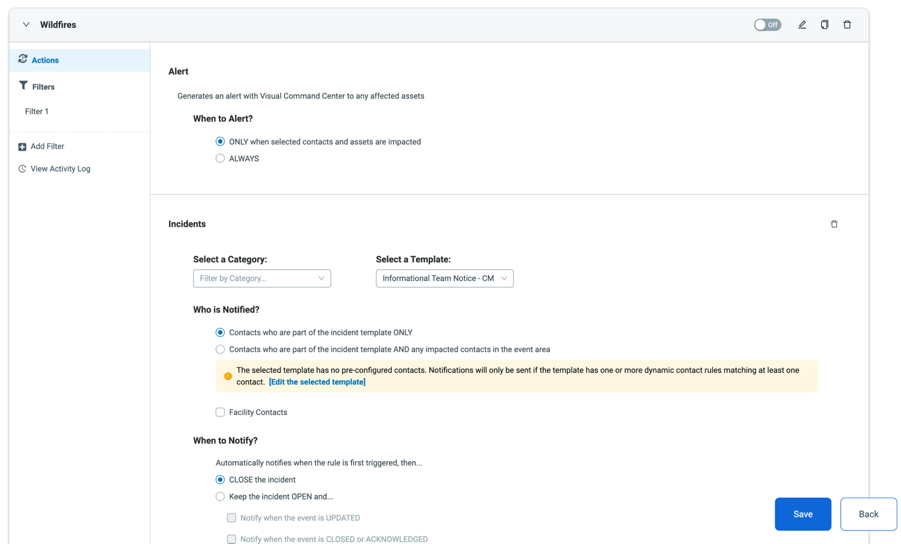 Wildfires
Off
Actions
Filters
Filter 1
Add Filter
View Activity Log
Alert
Generates an alert with Visual Command Center to any affected assets
When to Alert?
ONLY when selected contacts and assets are impacted
ALWAYS
Incidents
Select a Category:
Select a Template:
Filter by Category...
Informational Team Notice - CM
Who is Notified?
Contacts who are part of the incident template ONLY
Contacts who are part of the incident template AND any impacted contacts in the event area
The selected template has no pre-configured contacts. Notifications will only be sent if the template has one or more dynamic contact rules matching at least one
contact. [Edit the selected template]
Facility Contacts
When to Notify?
Automatically notifies when the rule is first triggered, then...
CLOSE the incident
Keep the incident OPEN and...
Notify when the event is UPDATED
Notify when the event is CLOSED or ACKNOWLEDGED
Save
Back